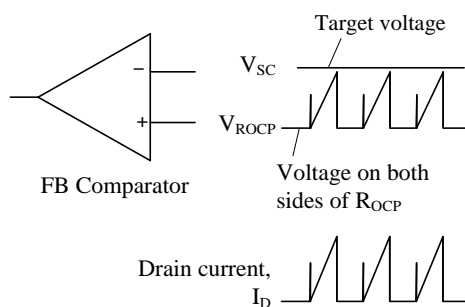 Target voltage
V_SC
−
+
V_ROCP
Voltage on both
sides of R_OCP
FB Comparator
Drain current,
I_D